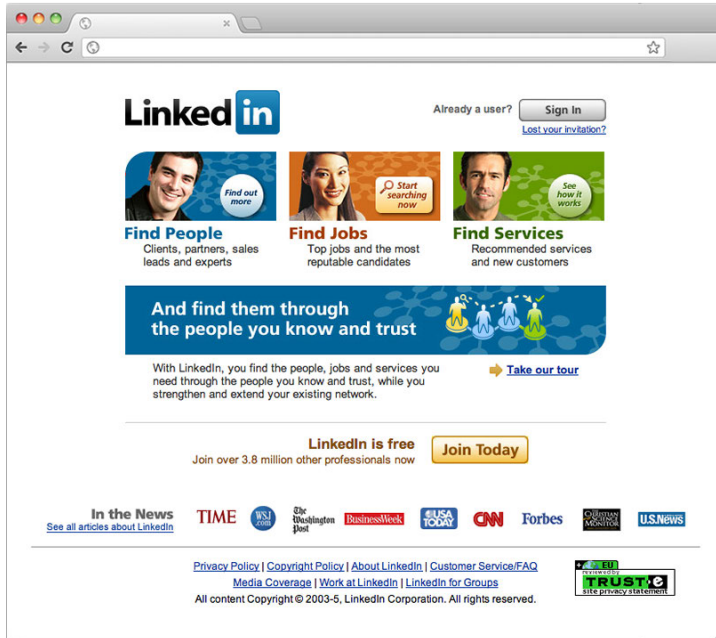 Linked in
Already a user?
Sign In
Lost your invitation?
Find out
more
Start
searching
now
See
how it
works
Find People
Clients, partners, sales
leads and experts
Find Jobs
Top jobs and the most
reputable candidates
Find Services
Recommended services
and new customers
And find them through
the people you know and trust
With LinkedIn, you find the people, jobs and services you
need through the people you know and trust, while you
strengthen and extend your existing network.
Take our tour
LinkedIn is free
Join over 3.8 million other professionals now
Join Today
In the News
See all articles about LinkedIn
TIME
WSJ
.com
The
Washington
Post
BusinessWeek
USA
TODAY
CNN
Forbes
The
CHRISTIAN
SCIENCE
MONITOR
U.S.News
Privacy Policy | Copyright Policy | About LinkedIn | Customer Service/FAQ
Media Coverage | Work at LinkedIn | LinkedIn for Groups
All content Copyright © 2003-5, LinkedIn Corporation. All rights reserved.
EU
reviewed by
TRUST e
site privacy statement